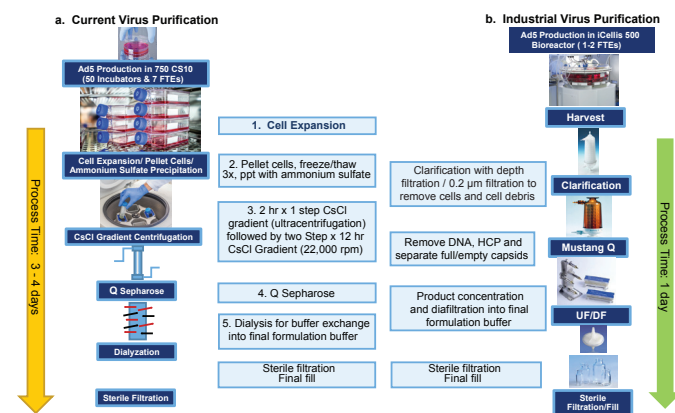 a. Current Virus Purification
Ad5 Production in 750 CS10
(50 Incubators & 7 FTEs)
Cell Expansion/ Pellet Cells/
Ammonium Sulfate Precipitation
CsCl Gradient Centrifugation
Q Sepharose
Dialyzation
Sterile Filtration
Process Time: 3 - 4 days
1. Cell Expansion
2. Pellet cells, freeze/thaw
3x, ppt with ammonium sulfate
3. 2 hr x 1 step CsCl
gradient (ultracentrifugation)
followed by two Step x 12 hr
CsCl Gradient (22,000 rpm)
4. Q Sepharose
5. Dialysis for buffer exchange
into final formulation buffer
Sterile filtration
Final fill
b. Industrial Virus Purification
Ad5 Production in iCellis 500
Bioreactor ( 1-2 FTEs)
Harvest
Clarification
Mustang Q
UF/DF
Sterile
Filtration/Fill
Clarification with depth
filtration / 0.2 µm filtration to
remove cells and cell debris
Remove DNA, HCP and
separate full/empty capsids
Product concentration
and diafiltration into final
formulation buffer
Sterile filtration
Final fill
Process Time: 1 day